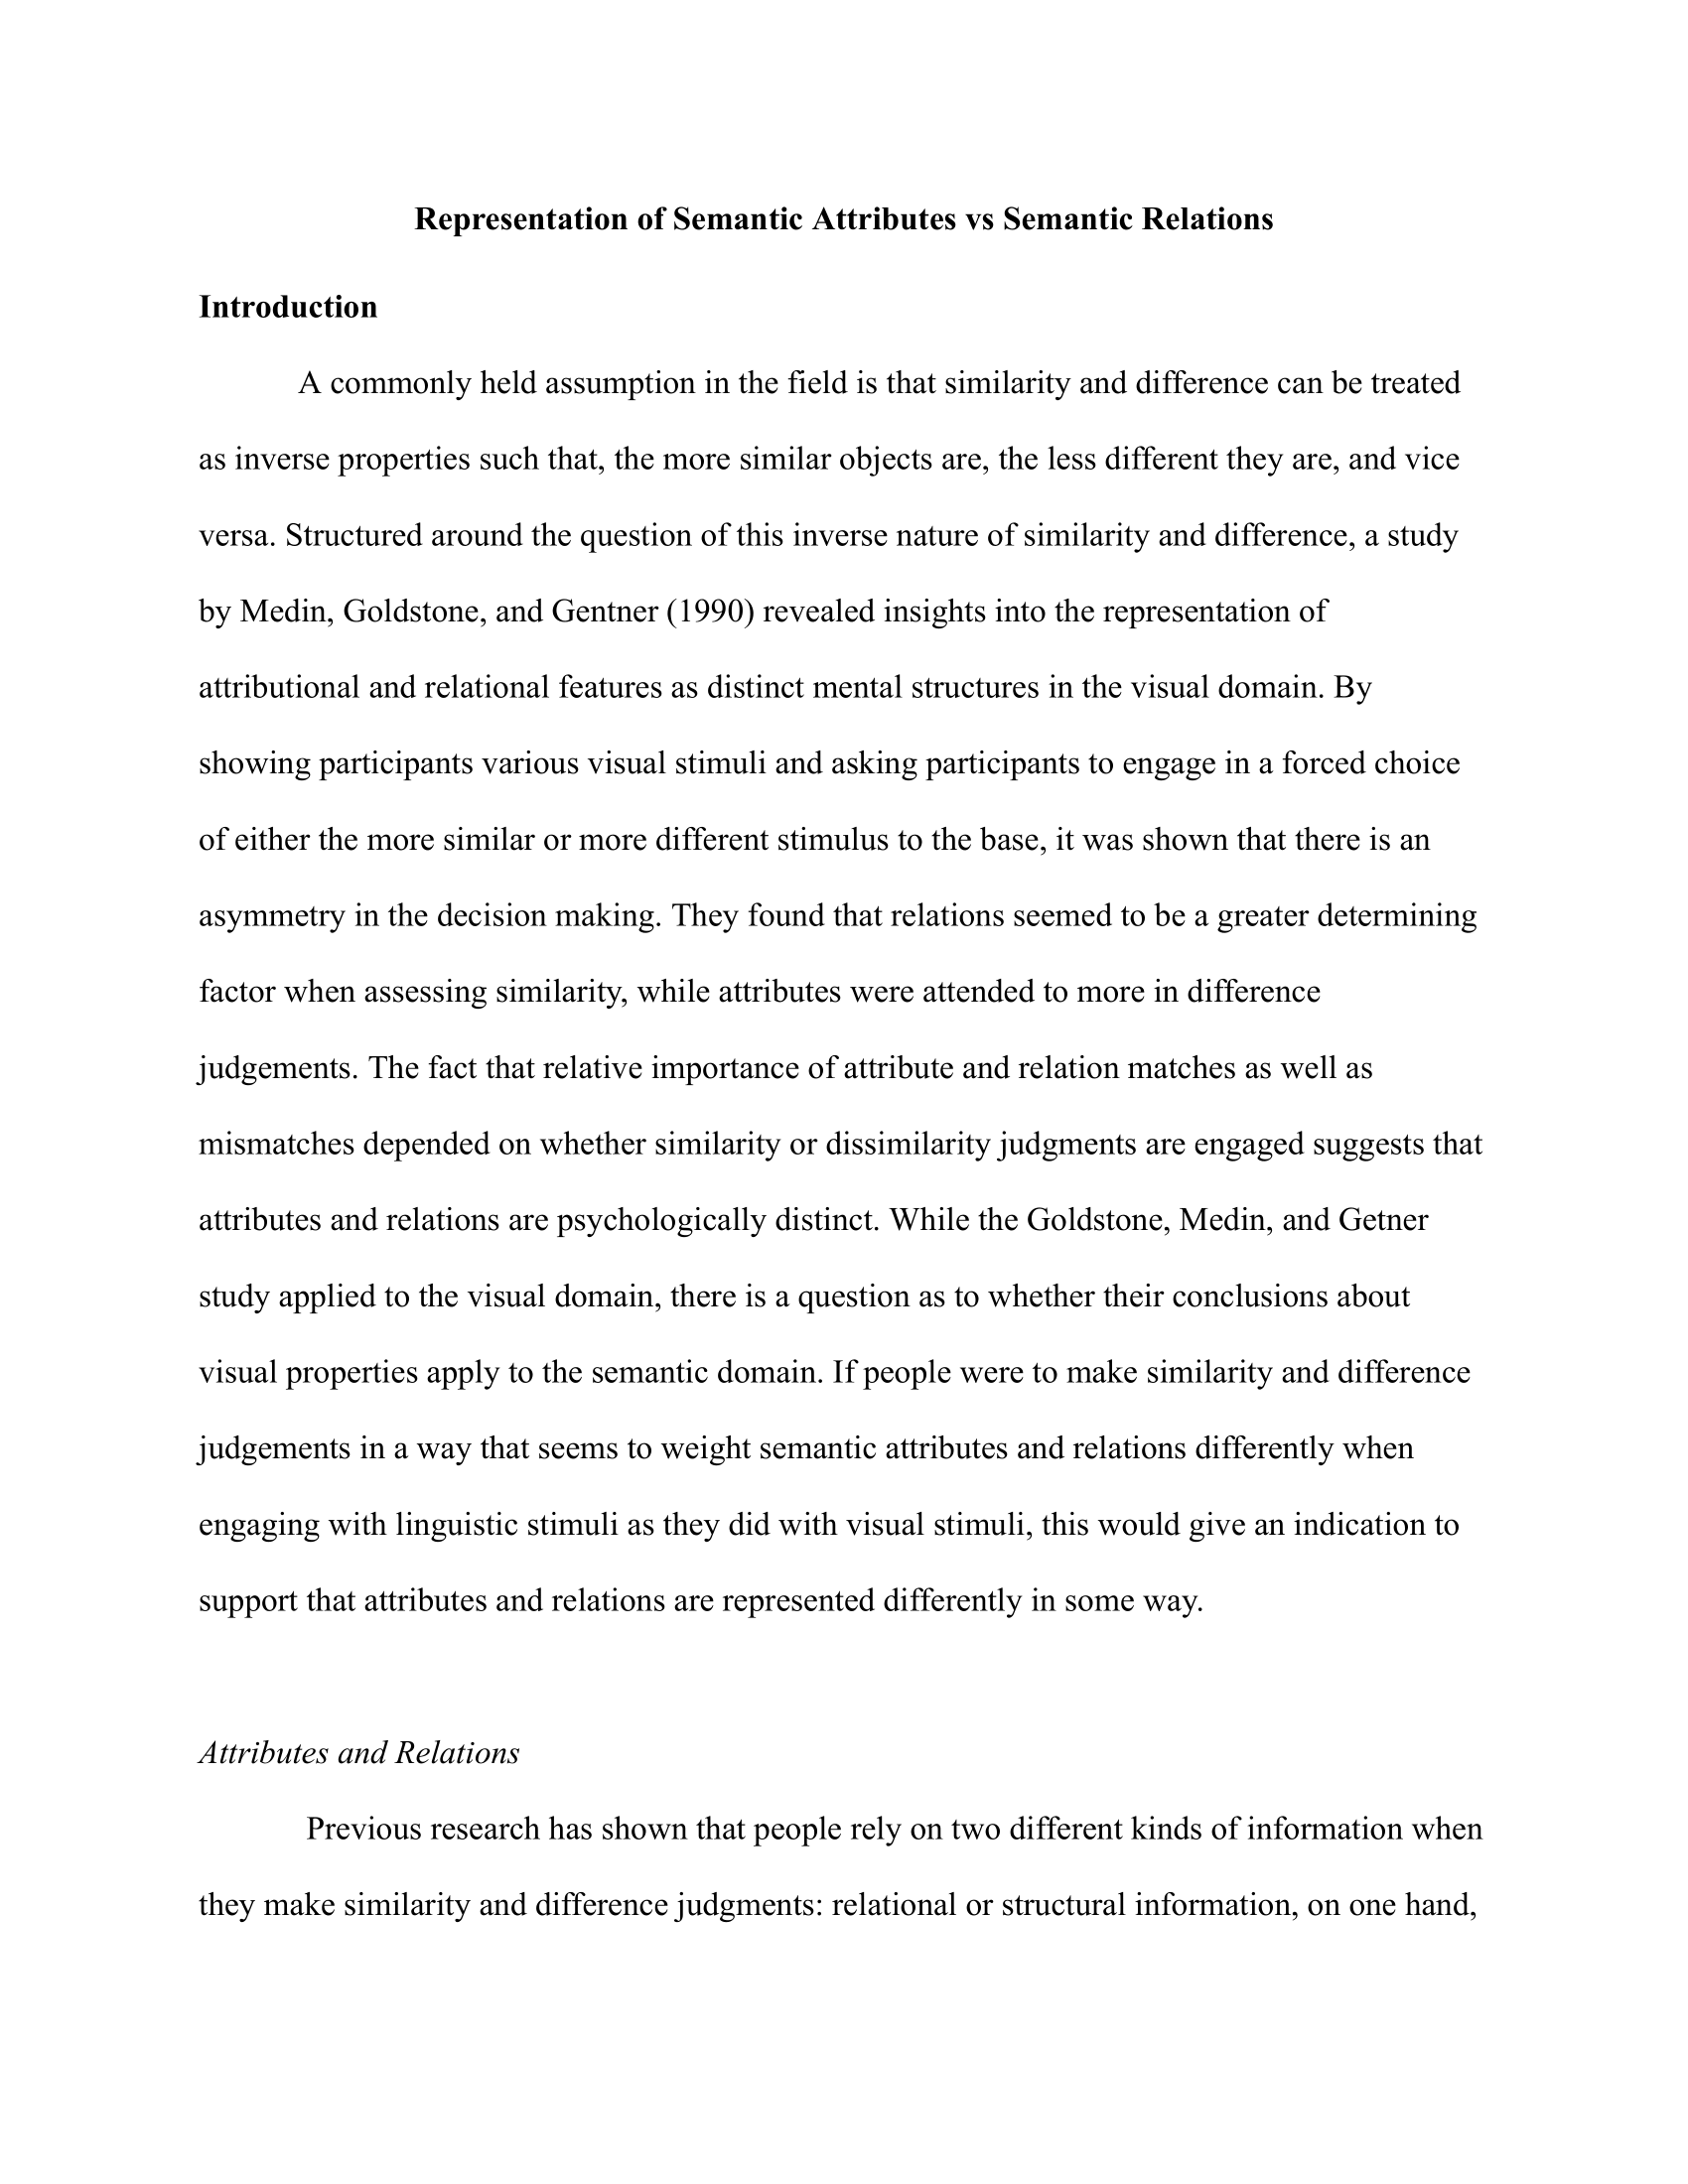 Representation of Semantic Attributes vs Semantic Relations
Introduction
A commonly held assumption in the field is that similarity and difference can be treated
as inverse properties such that, the more similar objects are, the less different they are, and vice
versa. Structured around the question of this inverse nature of similarity and difference, a study
by Medin, Goldstone, and Gentner (1990) revealed insights into the representation of
attributional and relational features as distinct mental structures in the visual domain. By
showing participants various visual stimuli and asking participants to engage in a forced choice
of either the more similar or more different stimulus to the base, it was shown that there is an
asymmetry in the decision making. They found that relations seemed to be a greater determining
factor when assessing similarity, while attributes were attended to more in difference
judgements. The fact that relative importance of attribute and relation matches as well as
mismatches depended on whether similarity or dissimilarity judgments are engaged suggests that
attributes and relations are psychologically distinct. While the Goldstone, Medin, and Getner
study applied to the visual domain, there is a question as to whether their conclusions about
visual properties apply to the semantic domain. If people were to make similarity and difference
judgements in a way that seems to weight semantic attributes and relations differently when
engaging with linguistic stimuli as they did with visual stimuli, this would give an indication to
support that attributes and relations are represented differently in some way.
Attributes and Relations
Previous research has shown that people rely on two different kinds of information when
they make similarity and difference judgments: relational or structural information, on one hand,